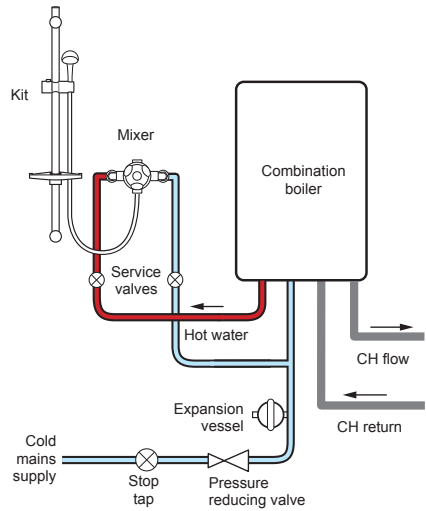 Kit
Mixer
Combination
boiler
Service
valves
Hot water
CH flow
Expansion
vessel
CH return
Cold
mains
supply
Stop
tap
Pressure
reducing valve